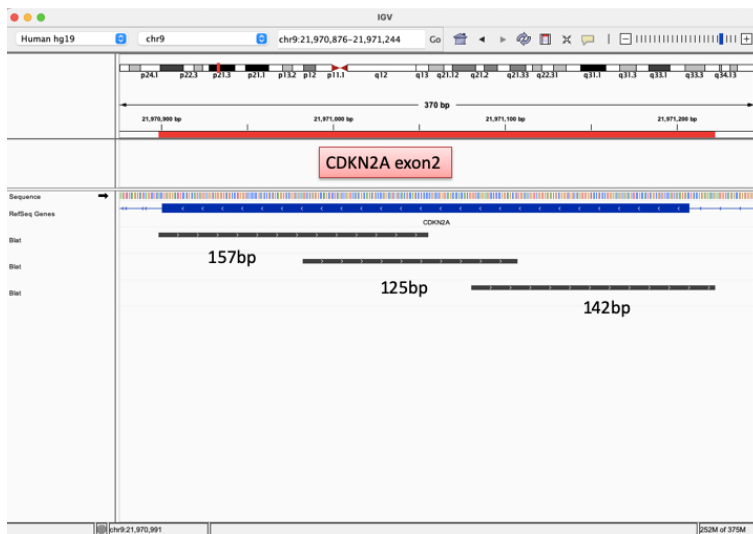 IGV
Human hg19 chr9 chr9:21,970,876-21,971,244 Go
p24.1 p22.3 p21.3 p21.1 p13.2 p12 p11.1 q12 q13 q21.12 q21.2 q21.33 q22.31 q31.1 q31.3 q33.1 q33.3 q34.13
370 bp
21,970,900 bp 21,971,000 bp 21,971,100 bp 21,971,200 bp
CDKN2A exon2
Sequence
RefSeq Genes
CDKN2A
Blat
157bp
Blat
125bp
Blat
142bp
chr9:21,970,991 252M of 375M